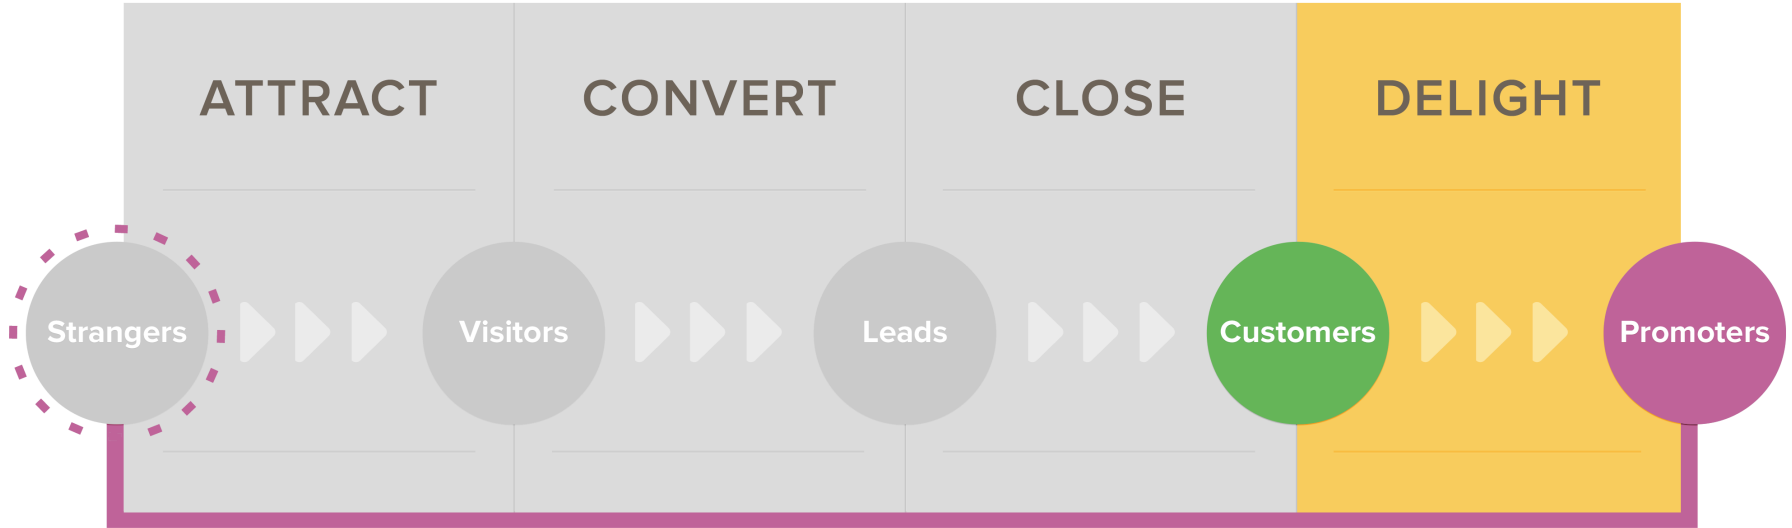 ATTRACT
CONVERT
CLOSE
DELIGHT
Strangers
Visitors
Leads
Customers
Promoters